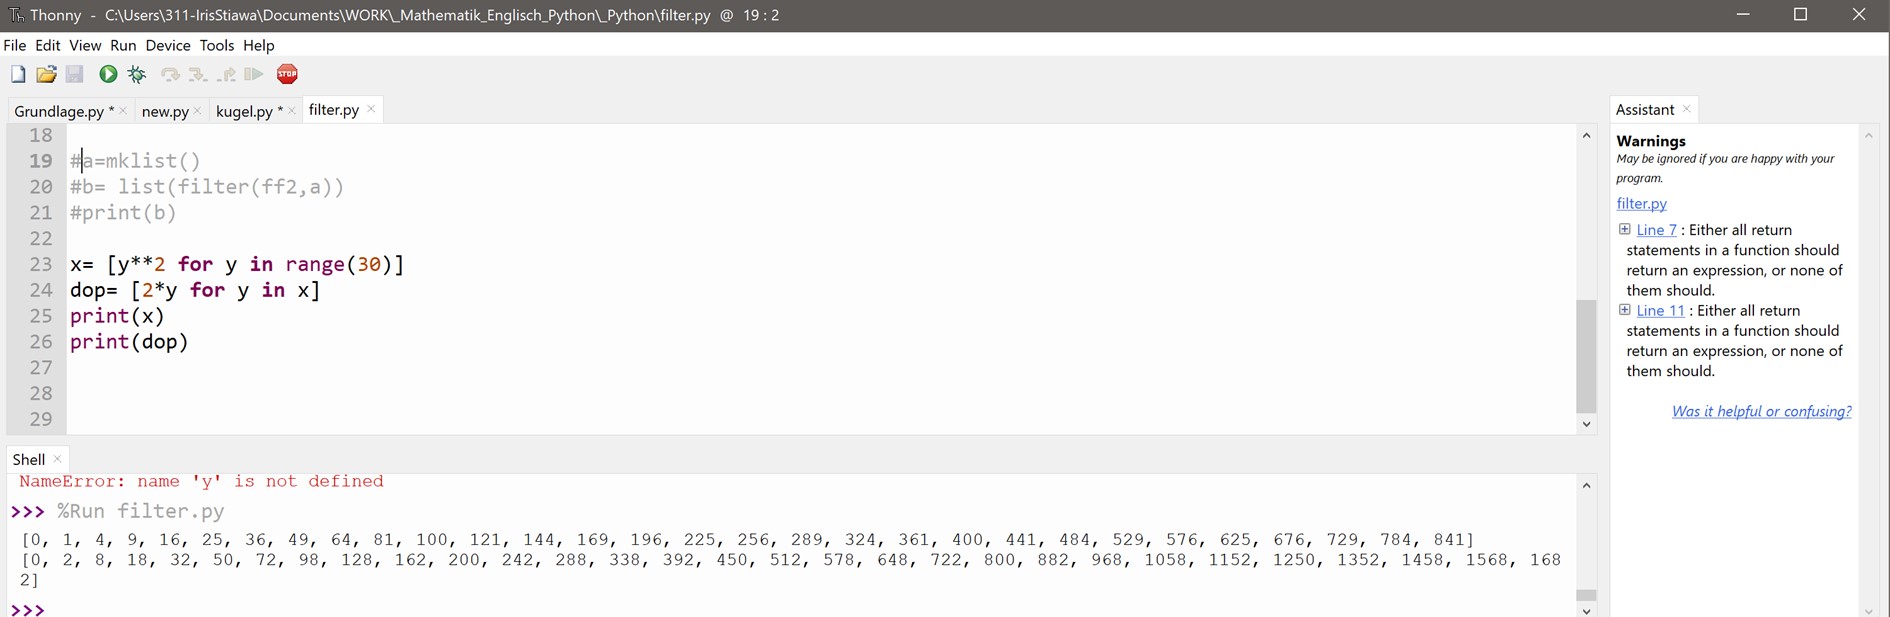 Thonny - C:\Users\311-IrisStiawa\Documents\WORK\_Mathematik_Englisch_Python\_Python\filter.py @ 19 : 2
File Edit View Run Device Tools Help
STOP
Grundlage.py * × new.py × kugel.py * × filter.py ×
18
19 #a=mklist()
20 #b= list(filter(ff2,a))
21 #print(b)
22
23 x= [y**2 for y in range(30)]
24 dop= [2*y for y in x]
25 print(x)
26 print(dop)
27
28
29
Shell ×
NameError: name 'y' is not defined
>>> %Run filter.py
[0, 1, 4, 9, 16, 25, 36, 49, 64, 81, 100, 121, 144, 169, 196, 225, 256, 289, 324, 361, 400, 441, 484, 529, 576, 625, 676, 729, 784, 841]
[0, 2, 8, 18, 32, 50, 72, 98, 128, 162, 200, 242, 288, 338, 392, 450, 512, 578, 648, 722, 800, 882, 968, 1058, 1152, 1250, 1352, 1458, 1568, 168
2]
>>>
Assistant ×
Warnings
May be ignored if you are happy with your
program.
filter.py
Line 7 : Either all return
statements in a function should
return an expression, or none of
them should.
Line 11 : Either all return
statements in a function should
return an expression, or none of
them should.
Was it helpful or confusing?